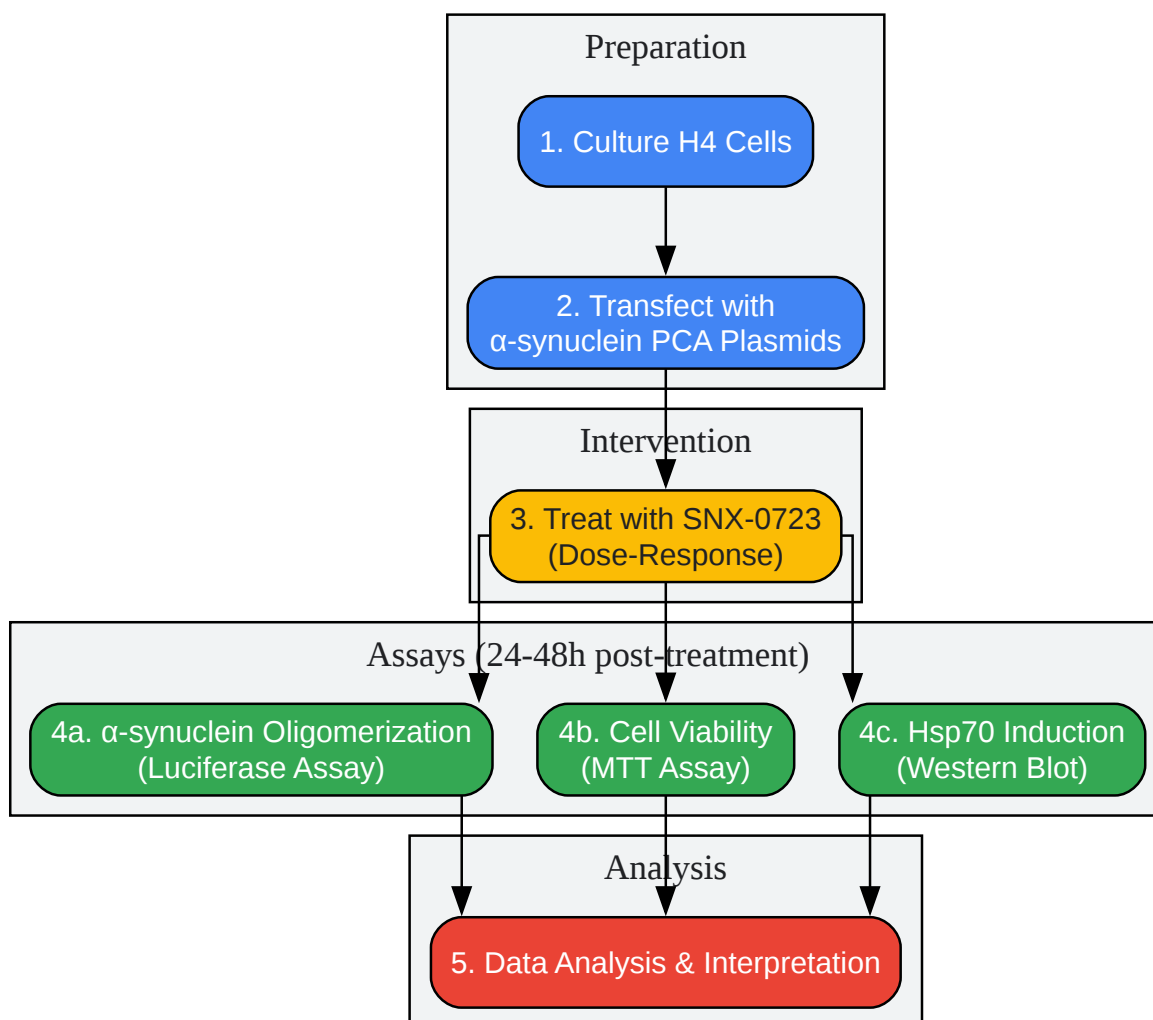 Preparation
1. Culture H4 Cells
2. Transfect with
α-synuclein PCA Plasmids
Intervention
3. Treat with SNX-0723
(Dose-Response)
Assays (24-48h post-treatment)
4a. α-synuclein Oligomerization
(Luciferase Assay)
4b. Cell Viability
(MTT Assay)
4c. Hsp70 Induction
(Western Blot)
Analysis
5. Data Analysis & Interpretation